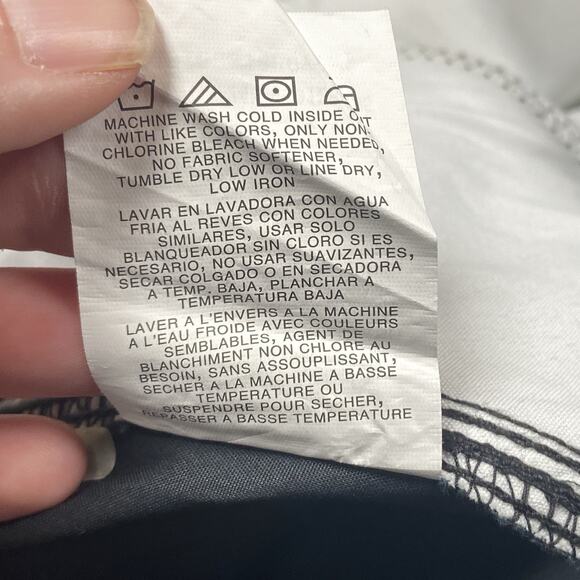 MACHINE WASH COLD INSIDE OUT
WITH LIKE COLORS, ONLY NON
CHLORINE BLEACH WHEN NEEDED,
NO FABRIC SOFTENER,
TUMBLE DRY LOW OR LINE DRY,
LOW IRON
LAVAR EN LAVADORA CON AGUA
FRIA AL REVES CON COLORES
SIMILARES, USAR SOLO
BLANQUEADOR SIN CLORO SI ES
NECESARIO, NO USAR SUAVIZANTES,
SECAR COLGADO O EN SECADORA
A TEMP. BAJA, PLANCHAR A
TEMPERATURA BAJA
LAVER A L'ENVERS A LA MACHINE
A L'EAU FROIDE AVEC COULEURS
SEMBLABLES, AGENT DE
BLANCHIMENT NON CHLORE AU
BESOIN, SANS ASSOUPLISSANT,
SECHER A LA MACHINE A BASSE
TEMPERATURE OU
SUSPENDRE POUR SECHER,
REPASSER A BASSE TEMPERATURE